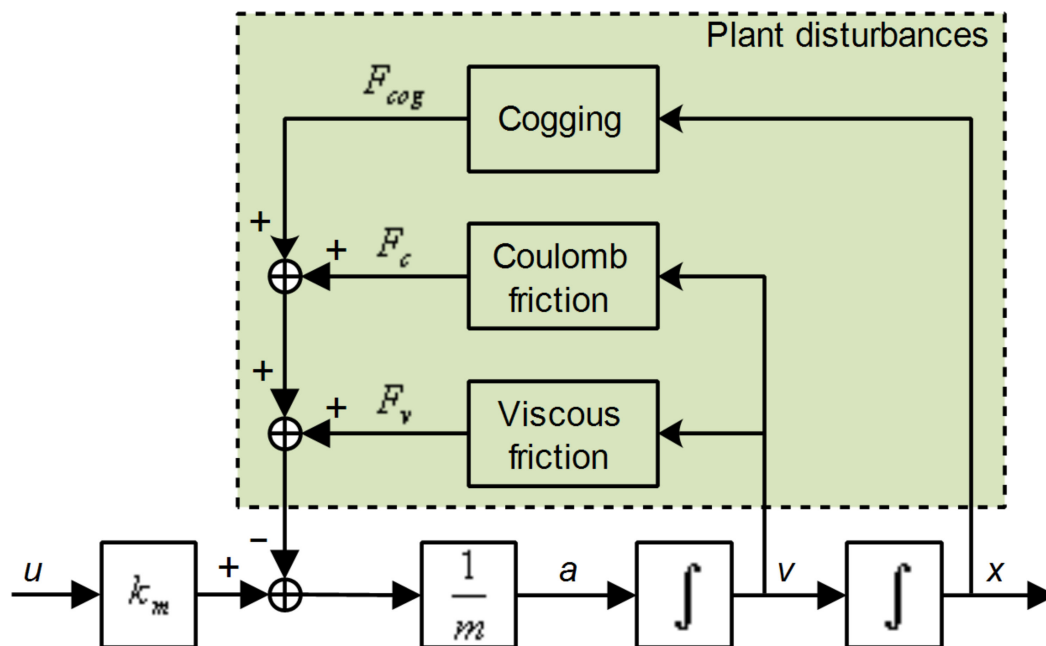 Plant disturbances
F_cog
Cogging
+
+
F_c
Coulomb
friction
+
+
F_v
Viscous
friction
−
u
k_m
+
1
m
a
∫
v
∫
x